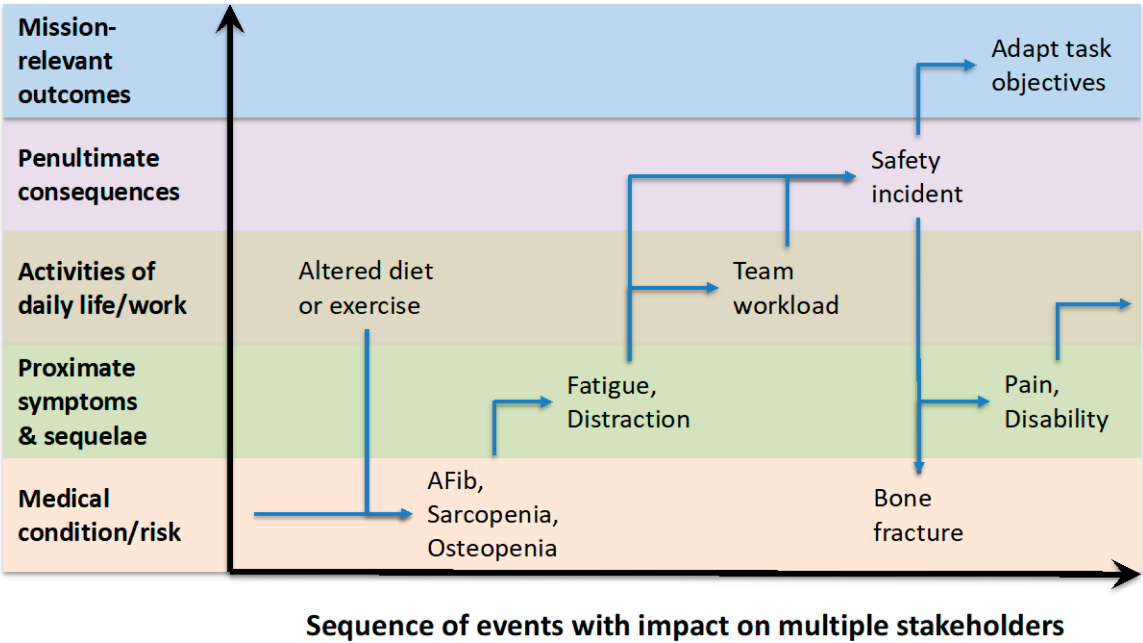 Mission-
relevant
outcomes
Adapt task
objectives
Penultimate
consequences
Safety
incident
Activities of
daily life/work
Altered diet
or exercise
Team
workload
Proximate
symptoms
& sequelae
Fatigue,
Distraction
Pain,
Disability
Medical
condition/risk
AFib,
Sarcopenia,
Osteopenia
Bone
fracture
Sequence of events with impact on multiple stakeholders